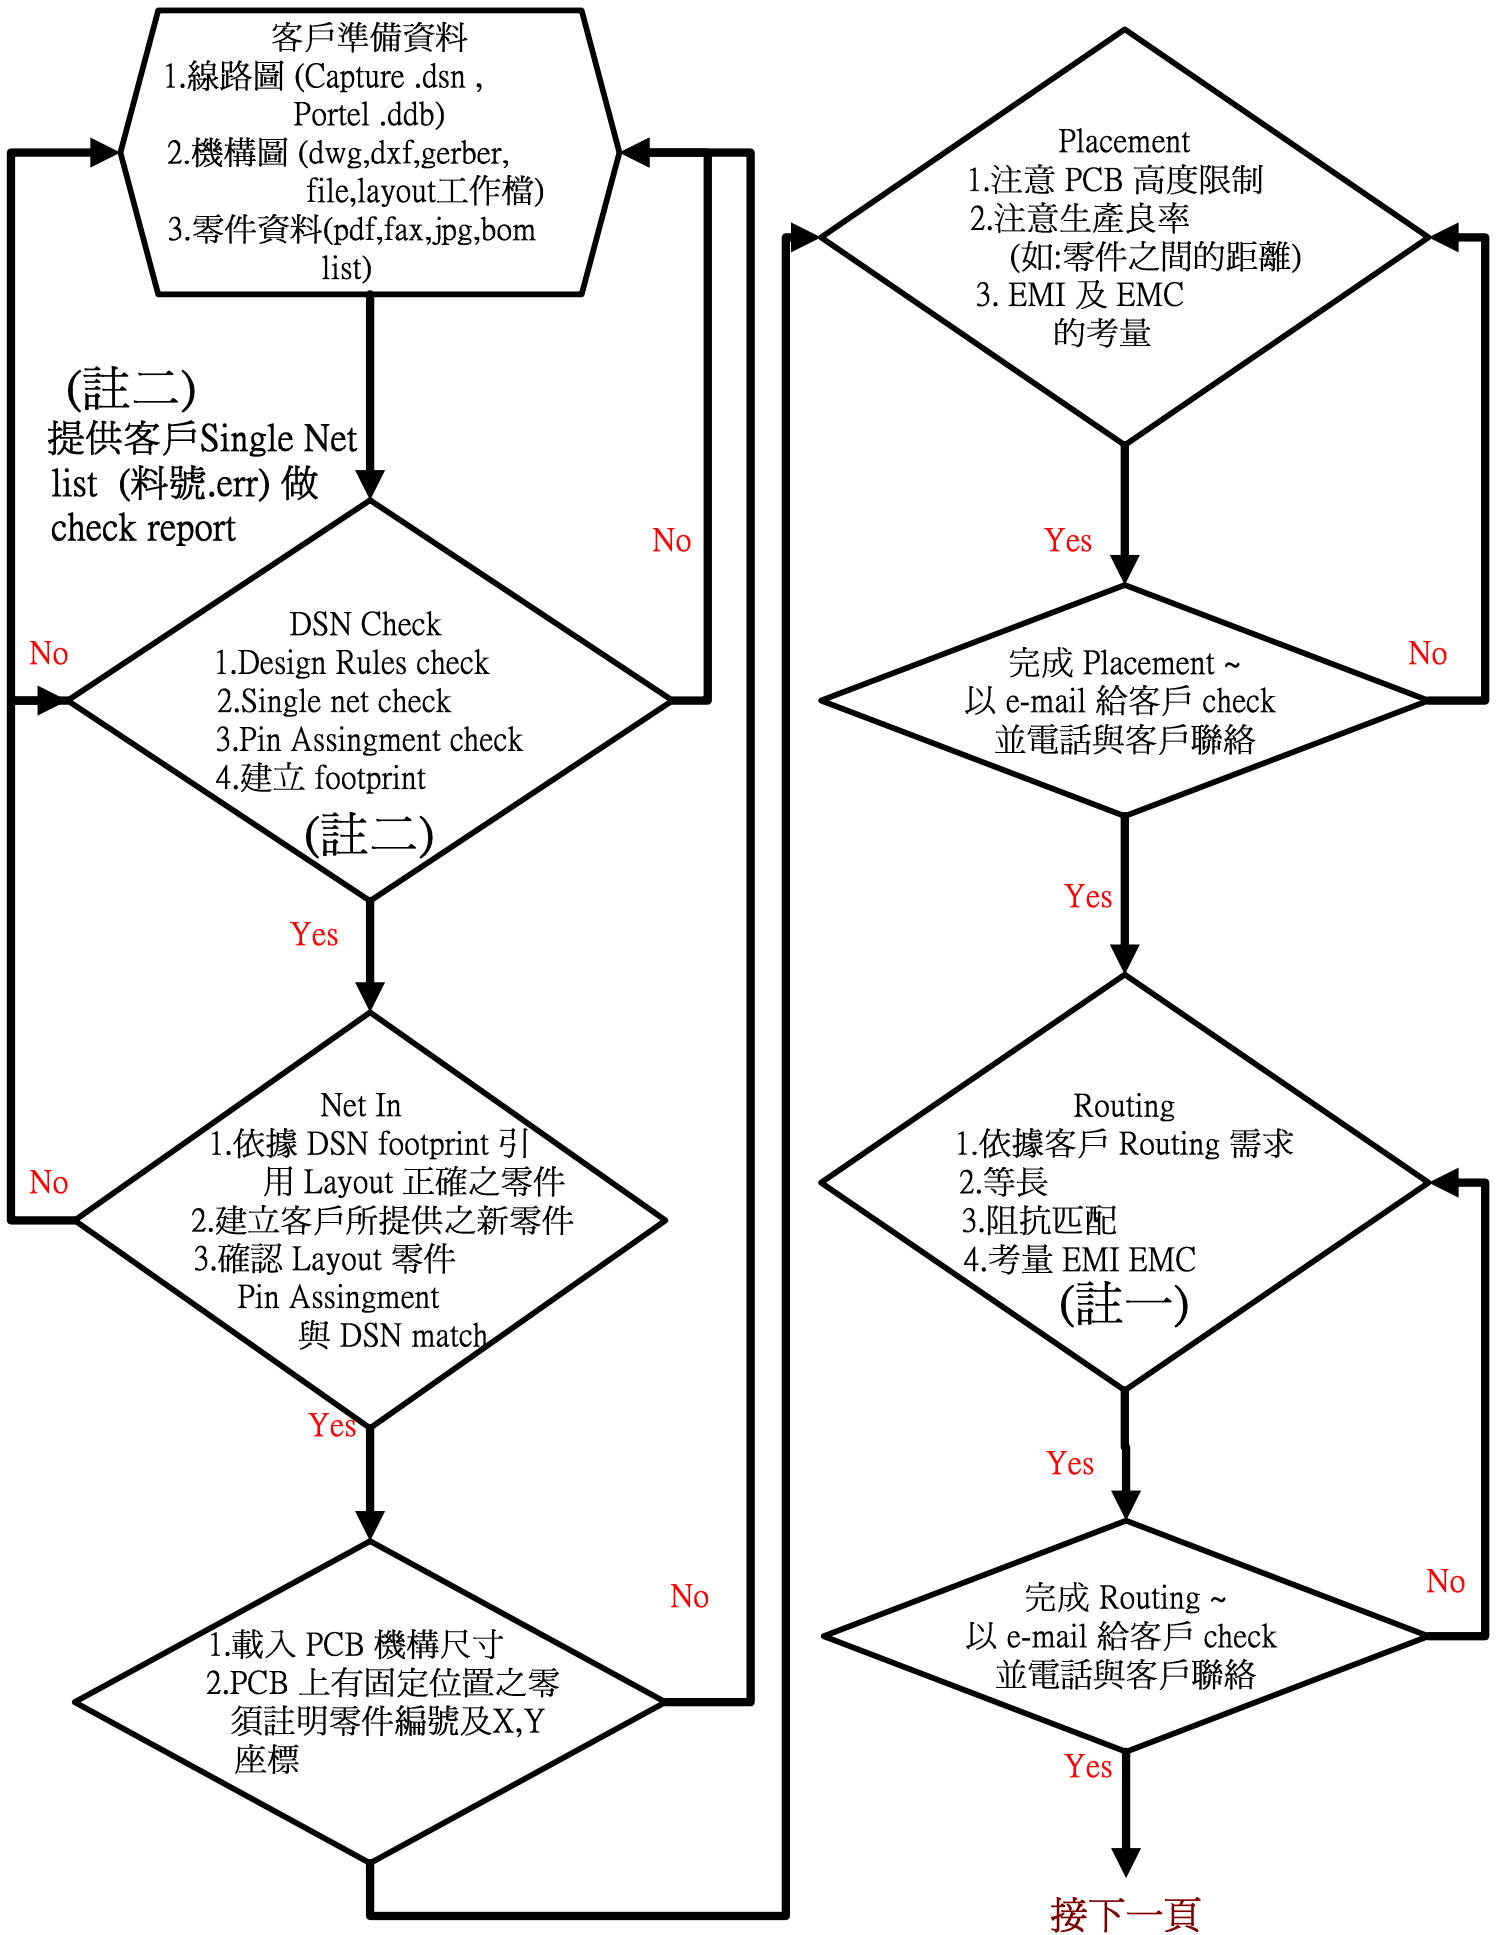 客戶準備資料
1.線路圖 (Capture .dsn ,
Portel .ddb)
2.機構圖 (dwg,dxf,gerber,
file,layout工作檔)
3.零件資料(pdf,fax,jpg,bom
list)
(註二)
提供客戶Single Net
list (料號.err) 做
check report
No
No
DSN Check
1.Design Rules check
2.Single net check
3.Pin Assingment check
4.建立 footprint
(註二)
Yes
Net In
1.依據 DSN footprint 引
用 Layout 正確之零件
2.建立客戶所提供之新零件
3.確認 Layout 零件
Pin Assingment
與 DSN match
No
Yes
No
1.載入 PCB 機構尺寸
2.PCB 上有固定位置之零
須註明零件編號及X,Y
座標
Placement
1.注意 PCB 高度限制
2.注意生產良率
(如:零件之間的距離)
3. EMI 及 EMC
的考量
Yes
No
完成 Placement ~
以 e-mail 給客戶 check
並電話與客戶聯絡
Yes
Routing
1.依據客戶 Routing 需求
2.等長
3.阻抗匹配
4.考量 EMI EMC
(註一)
Yes
No
完成 Routing ~
以 e-mail 給客戶 check
並電話與客戶聯絡
Yes
接下一頁